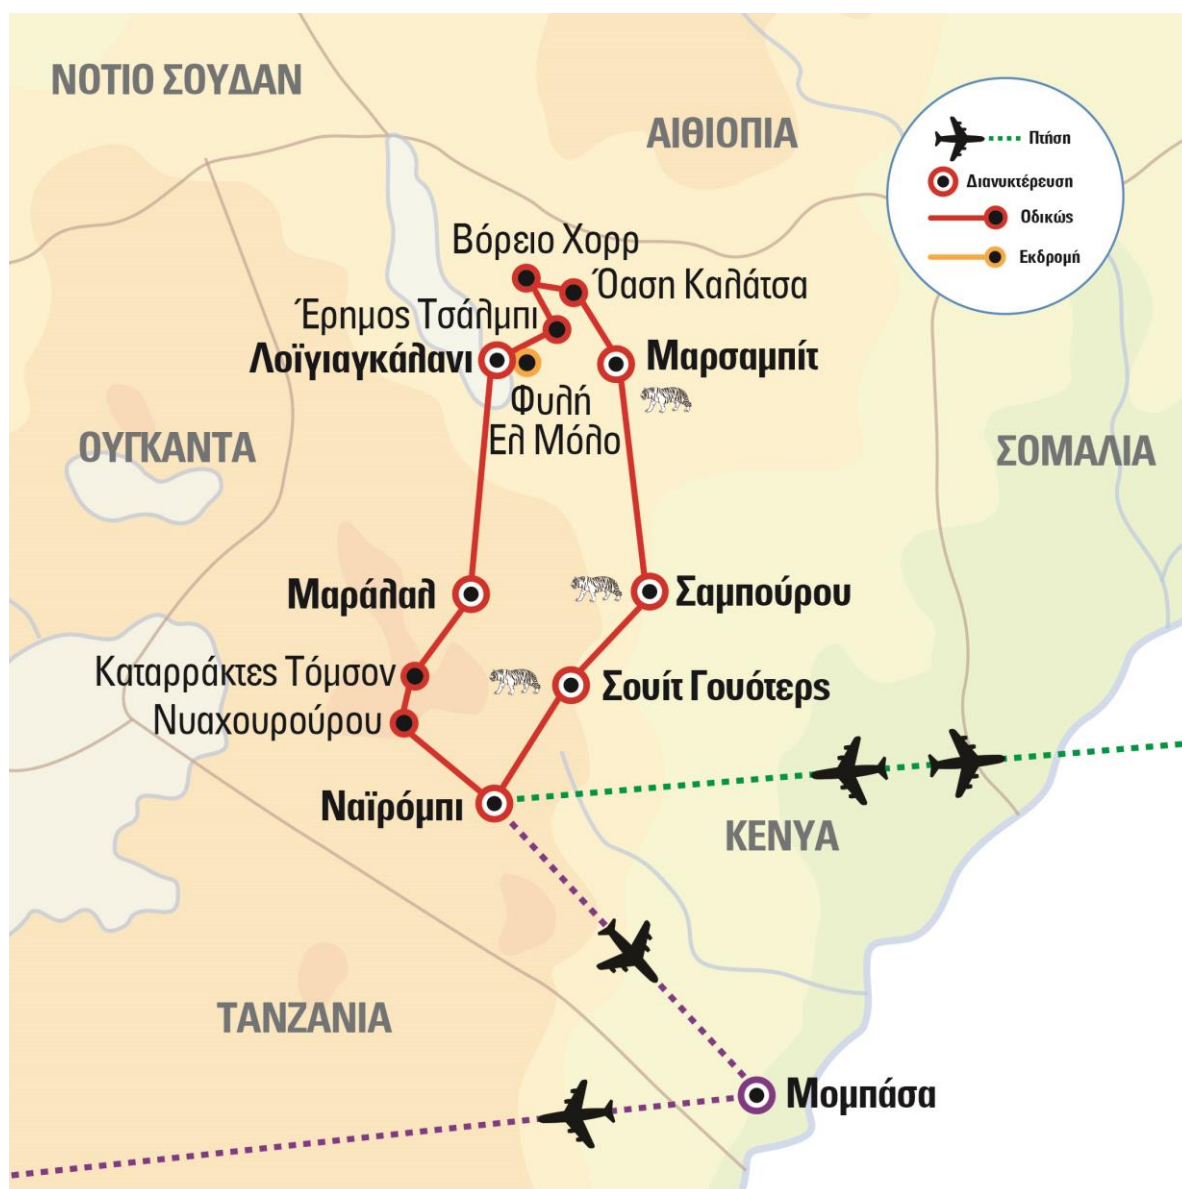 ΝΟΤΙΟ ΣΟΥΔΑΝ
ΑΙΘΙΟΠΙΑ
Πτήση
Διανυκτέρευση
Οδικώς
Εκδρομή
Βόρειο Χορρ
Όαση Καλάτσα
Έρημος Τσάλμπι
Λοϊγιαγκάλανι
Μαρσαμπίτ
Φυλή
Ελ Μόλο
ΟΥΓΚΑΝΤΑ
ΣΟΜΑΛΙΑ
Μαράλαλ
Σαμπούρου
Καταρράκτες Τόμσον
Σουίτ Γουότερς
Νυαχουρούρου
Ναϊρόμπι
ΚΕΝΥΑ
ΤΑΝΖΑΝΙΑ
Μομπάσα